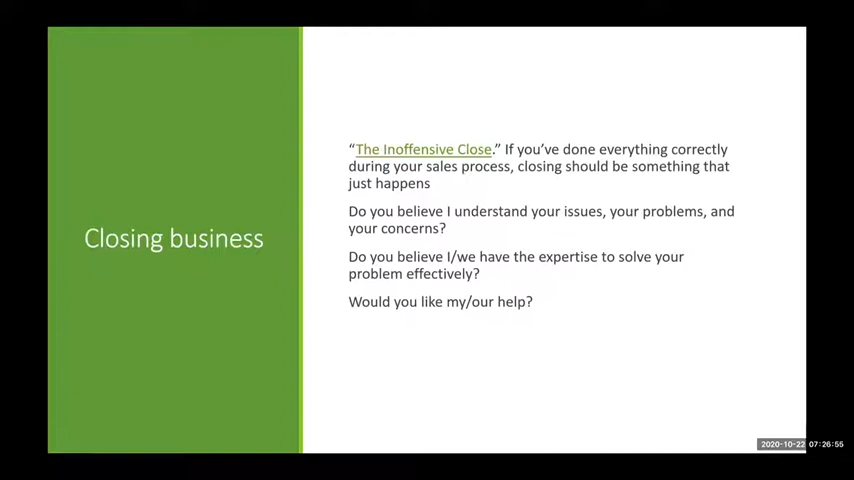 Closing business
“The Inoffensive Close.” If you’ve done everything correctly
during your sales process, closing should be something that
just happens
Do you believe I understand your issues, your problems, and
your concerns?
Do you believe I/we have the expertise to solve your
problem effectively?
Would you like my/our help?
2020-10-22 07:26:55